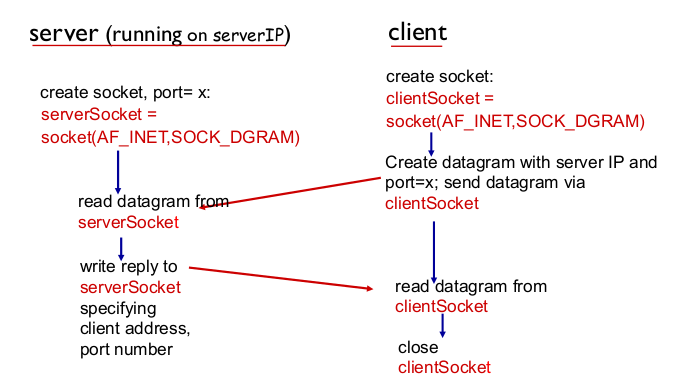 server (running on serverIP)
create socket, port= x:
serverSocket =
socket(AF_INET,SOCK_DGRAM)
read datagram from
serverSocket
write reply to
serverSocket
specifying
client address,
port number
client
create socket:
clientSocket =
socket(AF_INET,SOCK_DGRAM)
Create datagram with server IP and
port=x; send datagram via
clientSocket
read datagram from
clientSocket
close
clientSocket